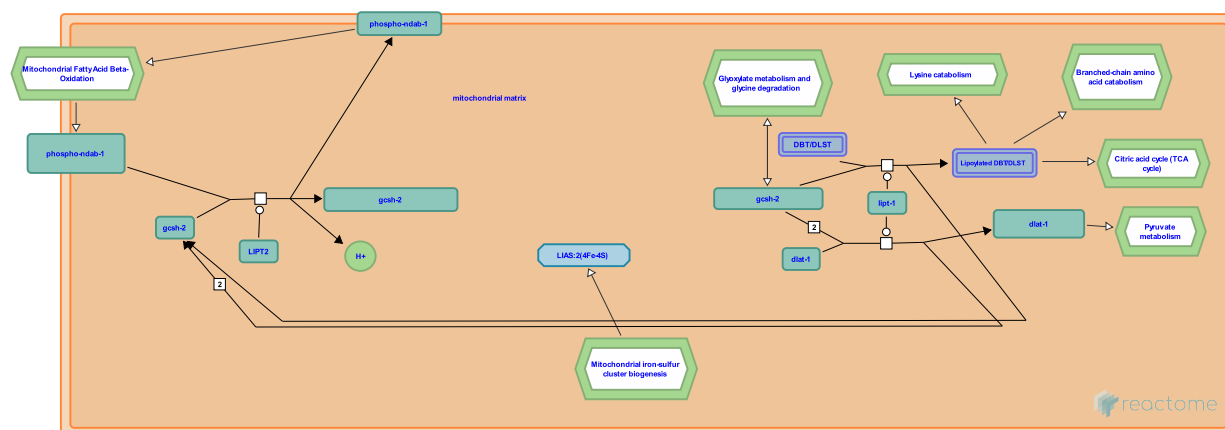 phospho-ndab-1
Mitochondrial Fatty Acid Beta-
Oxidation
mitochondrial matrix
Glyoxylate metabolism and
glycine degradation
Lysine catabolism
Branched-chain amino
acid catabolism
phospho-ndab-1
DBT/DLST
Lipoylated DBT/DLST
Citric acid cycle (TCA
cycle)
gcsh-2
gcsh-2
lipt-1
gcsh-2
2
dlat-1
Pyruvate
metabolism
LIPT2
H+
LIAS:2(4Fe-4S)
dlat-1
2
Mitochondrial iron-sulfur
cluster biogenesis
reactome